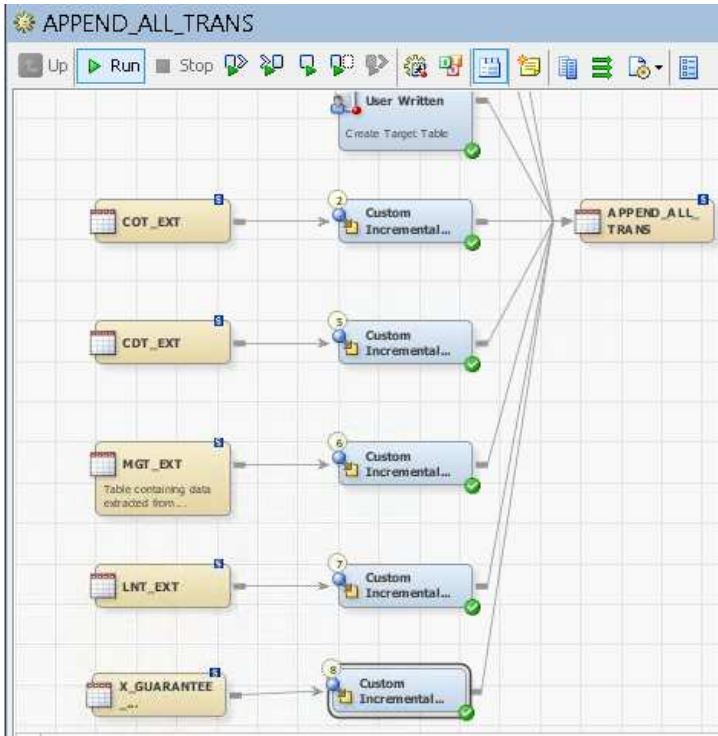 APPEND_ALL_TRANS
Up Run Stop
User Written
Create Target Table
S
COT_EXT
2
Custom
Incremental...
S
APPEND_ALL_
TRANS
S
CDT_EXT
5
Custom
Incremental...
S
MGT_EXT
Table containing data
extracted from ...
6
Custom
Incremental...
S
LNT_EXT
7
Custom
Incremental...
S
X_GUARANTEE
_...
8
Custom
Incremental...